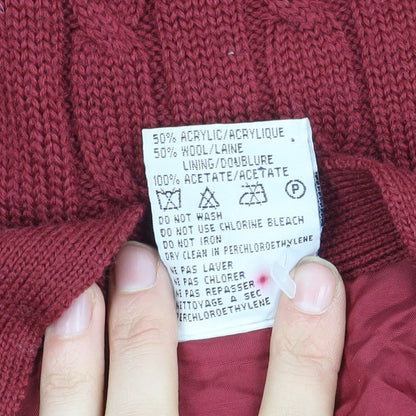 50% ACRYLIC/ACRYLIQUE
50% WOOL/LAINE
LINING/DOUBLURE
100% ACETATE/ACETATE
P
DO NOT WASH
DO NOT USE CHLORINE BLEACH
DO NOT IRON
DRY CLEAN IN PERCHLOROETHYLENE
NE PAS LAVER
NE PAS CHLORER
NE PAS REPASSER
NETTOYAGE A SEC
PERCHLOROETHYLENE